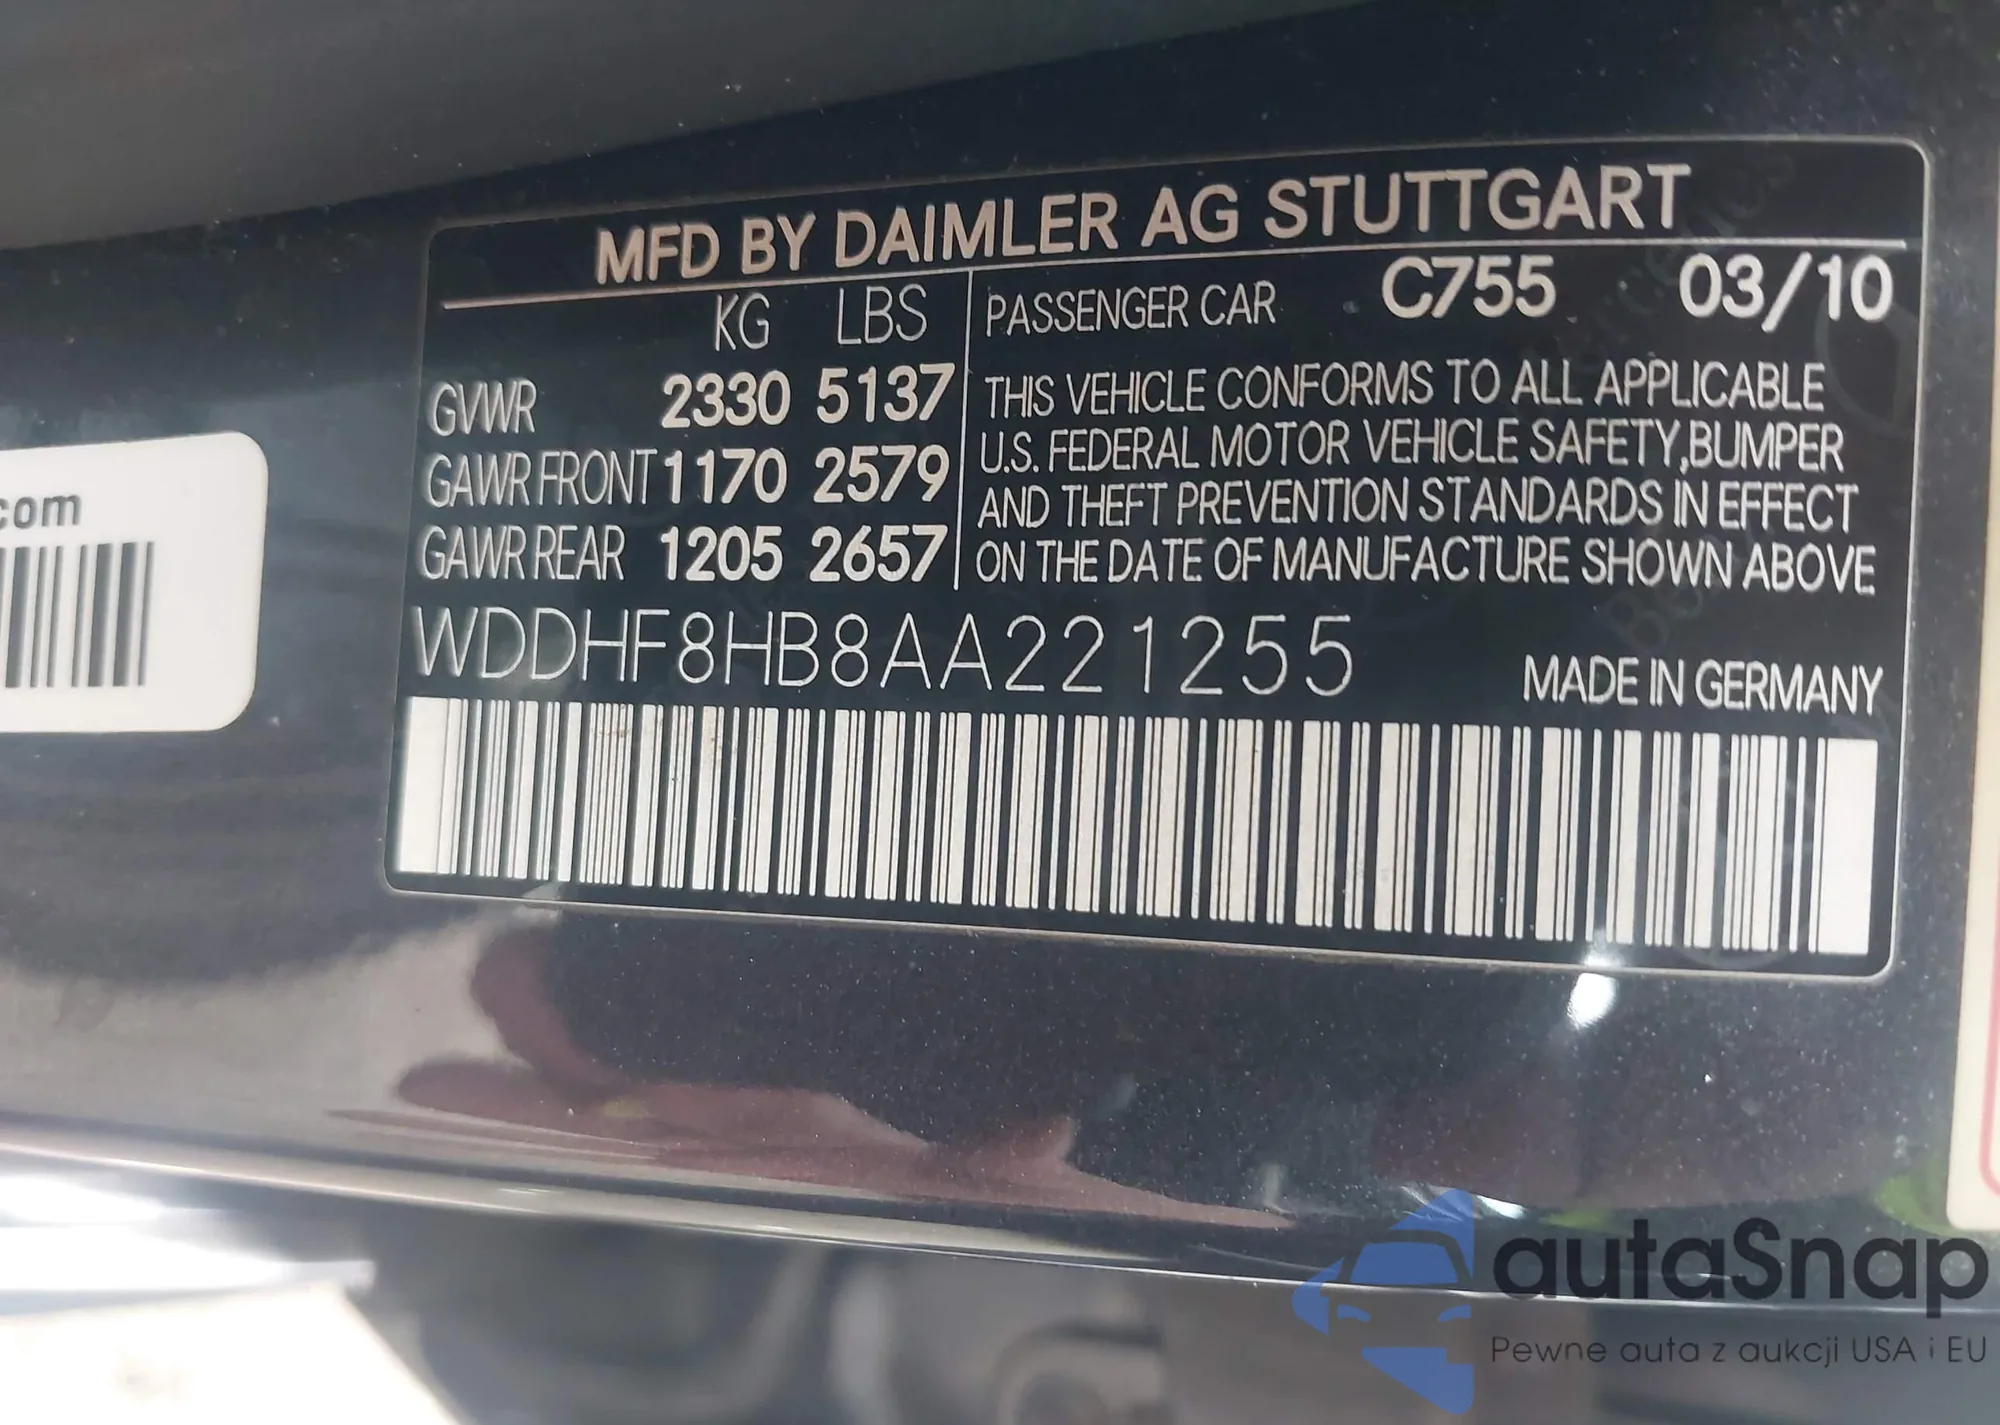 MFD BY DAIMLER AG STUTTGART
KG LBS
GVWR 2330 5137
GAWR FRONT 1170 2579
GAWR REAR 1205 2657
PASSENGER CAR C755 03/10
THIS VEHICLE CONFORMS TO ALL APPLICABLE
U.S. FEDERAL MOTOR VEHICLE SAFETY,BUMPER
AND THEFT PREVENTION STANDARDS IN EFFECT
ON THE DATE OF MANUFACTURE SHOWN ABOVE
WDDHF8HB8AA221255
MADE IN GERMANY
com
autaSnap
Pewne auta z aukcji USA i EU